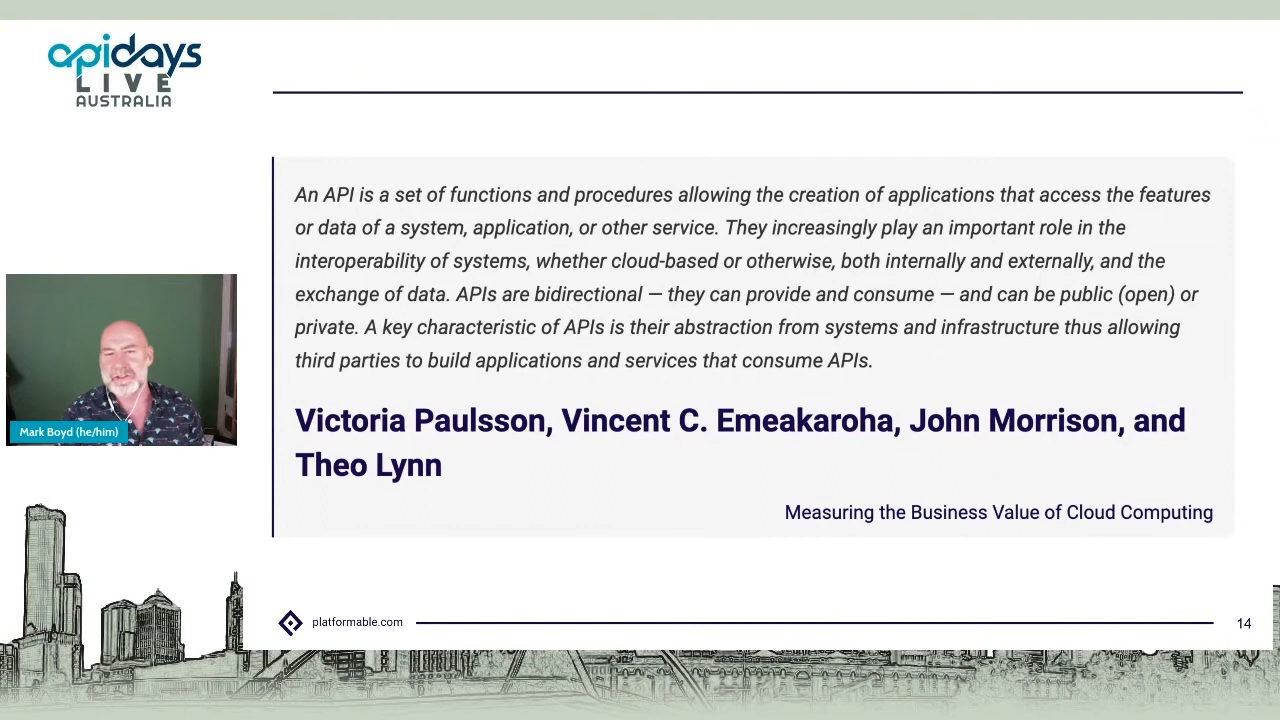 apidays
LIVE
AUSTRALIA
An API is a set of functions and procedures allowing the creation of applications that access the features
or data of a system, application, or other service. They increasingly play an important role in the
interoperability of systems, whether cloud-based or otherwise, both internally and externally, and the
exchange of data. APIs are bidirectional — they can provide and consume — and can be public (open) or
private. A key characteristic of APIs is their abstraction from systems and infrastructure thus allowing
third parties to build applications and services that consume APIs.
Victoria Paulsson, Vincent C. Emeakaroha, John Morrison, and
Theo Lynn
Measuring the Business Value of Cloud Computing
Mark Boyd (he/him)
platformable.com
14